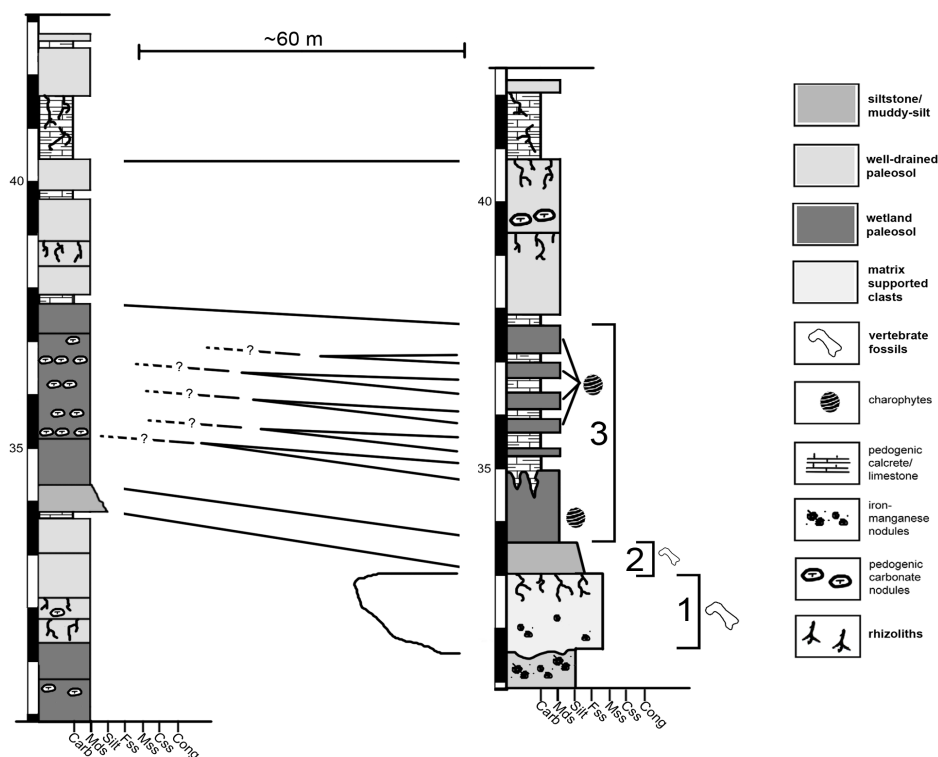 ~60 m
40
35
?
?
?
?
?
Carb
Mds
Silt
Fss
Mss
Css
Cong
40
35
3
2
1
Carb
Mds
Silt
Fss
Mss
Css
Cong
siltstone/
muddy-silt
well-drained
paleosol
wetland
paleosol
matrix
supported
clasts
vertebrate
fossils
charophytes
pedogenic
calcrete/
limestone
iron-
manganese
nodules
pedogenic
carbonate
nodules
rhizoliths